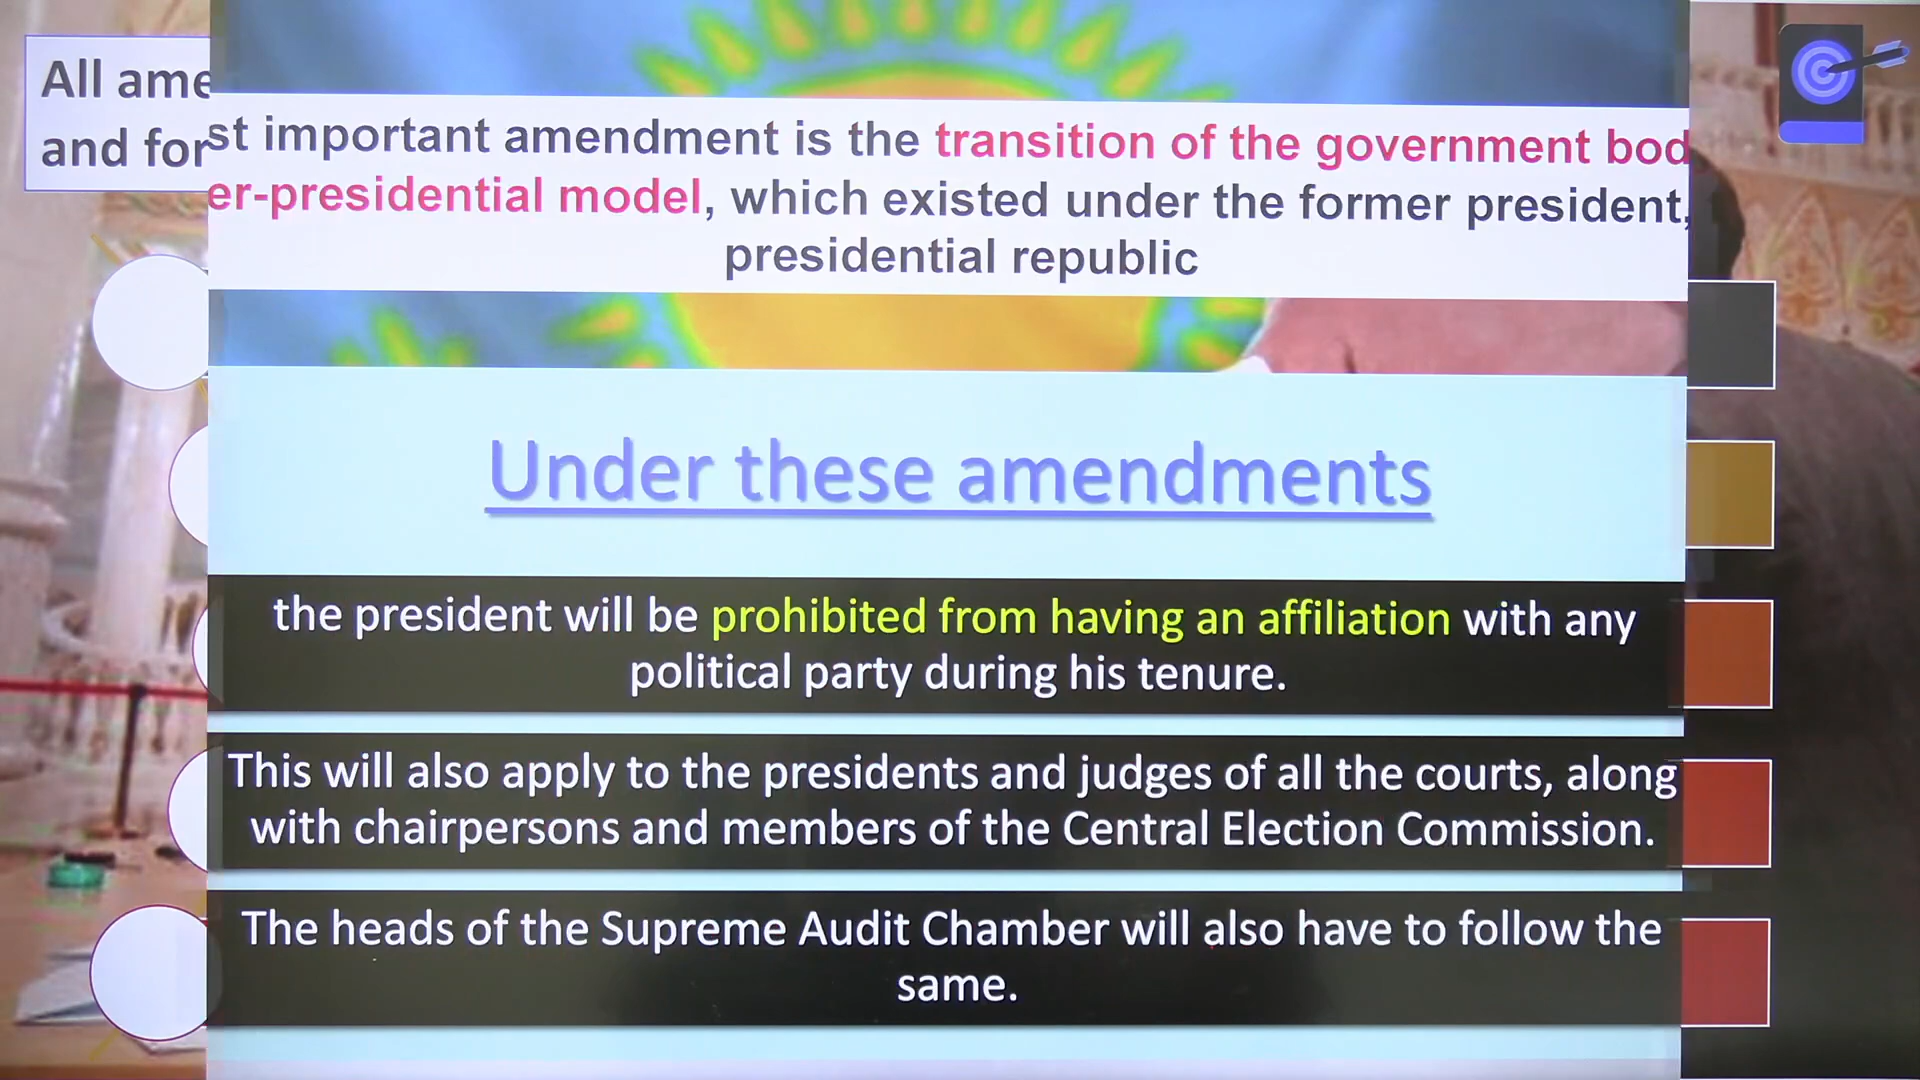 All ame
and for
st important amendment is the transition of the government bod
er-presidential model, which existed under the former president,
presidential republic
Under these amendments
the president will be prohibited from having an affiliation with any
political party during his tenure.
This will also apply to the presidents and judges of all the courts, along
with chairpersons and members of the Central Election Commission.
The heads of the Supreme Audit Chamber will also have to follow the
same.